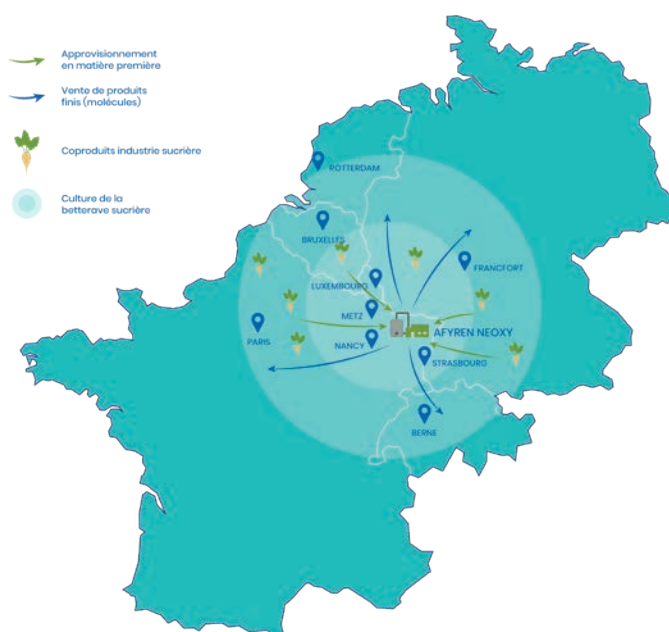 Approvisionnement
en matière première
Vente de produits
finis (molécules)
Coproduits industrie sucrière
Culture de la
betterave sucrière
ROTTERDAM
BRUXELLES
FRANCFORT
LUXEMBOURG
METZ
AFYREN NEOXY
PARIS
NANCY
STRASBOURG
BERNE